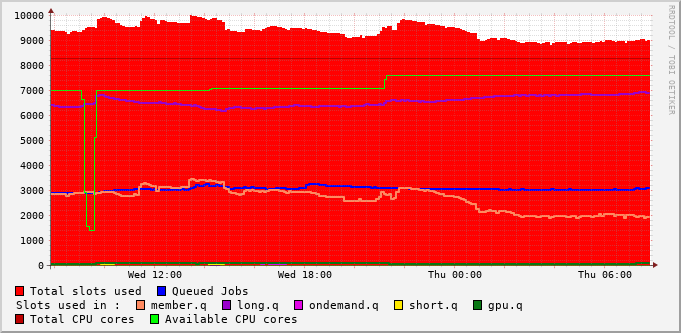 10000
9000
8000
7000
6000
5000
4000
3000
2000
1000
0
Wed 12:00 Wed 18:00 Thu 00:00 Thu 06:00
RRDTOOL / TOBI OETIKER
Total slots used Queued Jobs
Slots used in : member.q long.q ondemand.q short.q gpu.q
Total CPU cores Available CPU cores